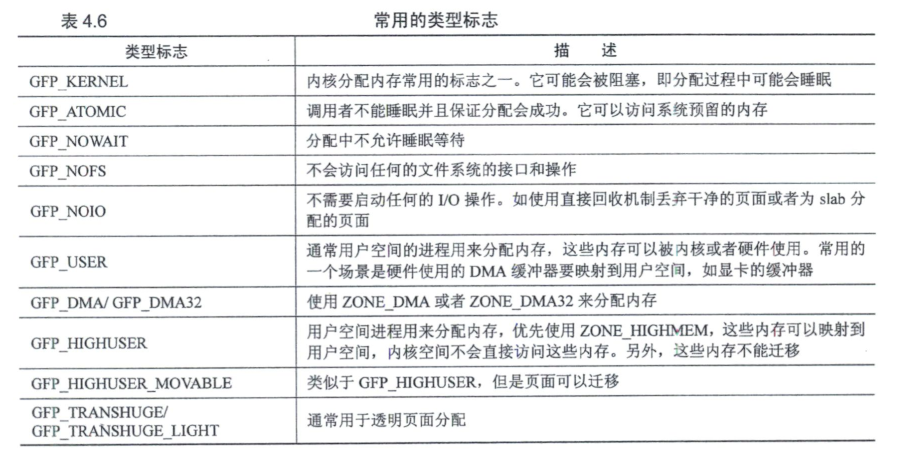 表 4.6 常用的类型标志
类型标志 描 述
GFP_KERNEL 内核分配内存常用的标志之一。它可能会被阻塞，即分配过程中可能会睡眠
GFP_ATOMIC 调用者不能睡眠并且保证分配会成功。它可以访问系统预留的内存
GFP_NOWAIT 分配中不允许睡眠等待
GFP_NOFS 不会访问任何的文件系统的接口和操作
GFP_NOIO 不需要启动任何的 I/O 操作。如使用直接回收机制丢弃干净的页面或者为 slab 分
配的页面
GFP_USER 通常用户空间的进程用来分配内存，这些内存可以被内核或者硬件使用。常用的
一个场景是硬件使用的 DMA 缓冲器要映射到用户空间，如显卡的缓冲器
GFP_DMA/ GFP_DMA32 使用 ZONE_DMA 或者 ZONE_DMA32 来分配内存
GFP_HIGHUSER 用户空间进程用来分配内存，优先使用 ZONE_HIGHMEM，这些内存可以映射到
用户空间，内核空间不会直接访问这些内存。另外，这些内存不能迁移
GFP_HIGHUSER_MOVABLE 类似于 GFP_HIGHUSER，但是页面可以迁移
GFP_TRANSHUGE/
GFP_TRANSHUGE_LIGHT 通常用于透明页面分配